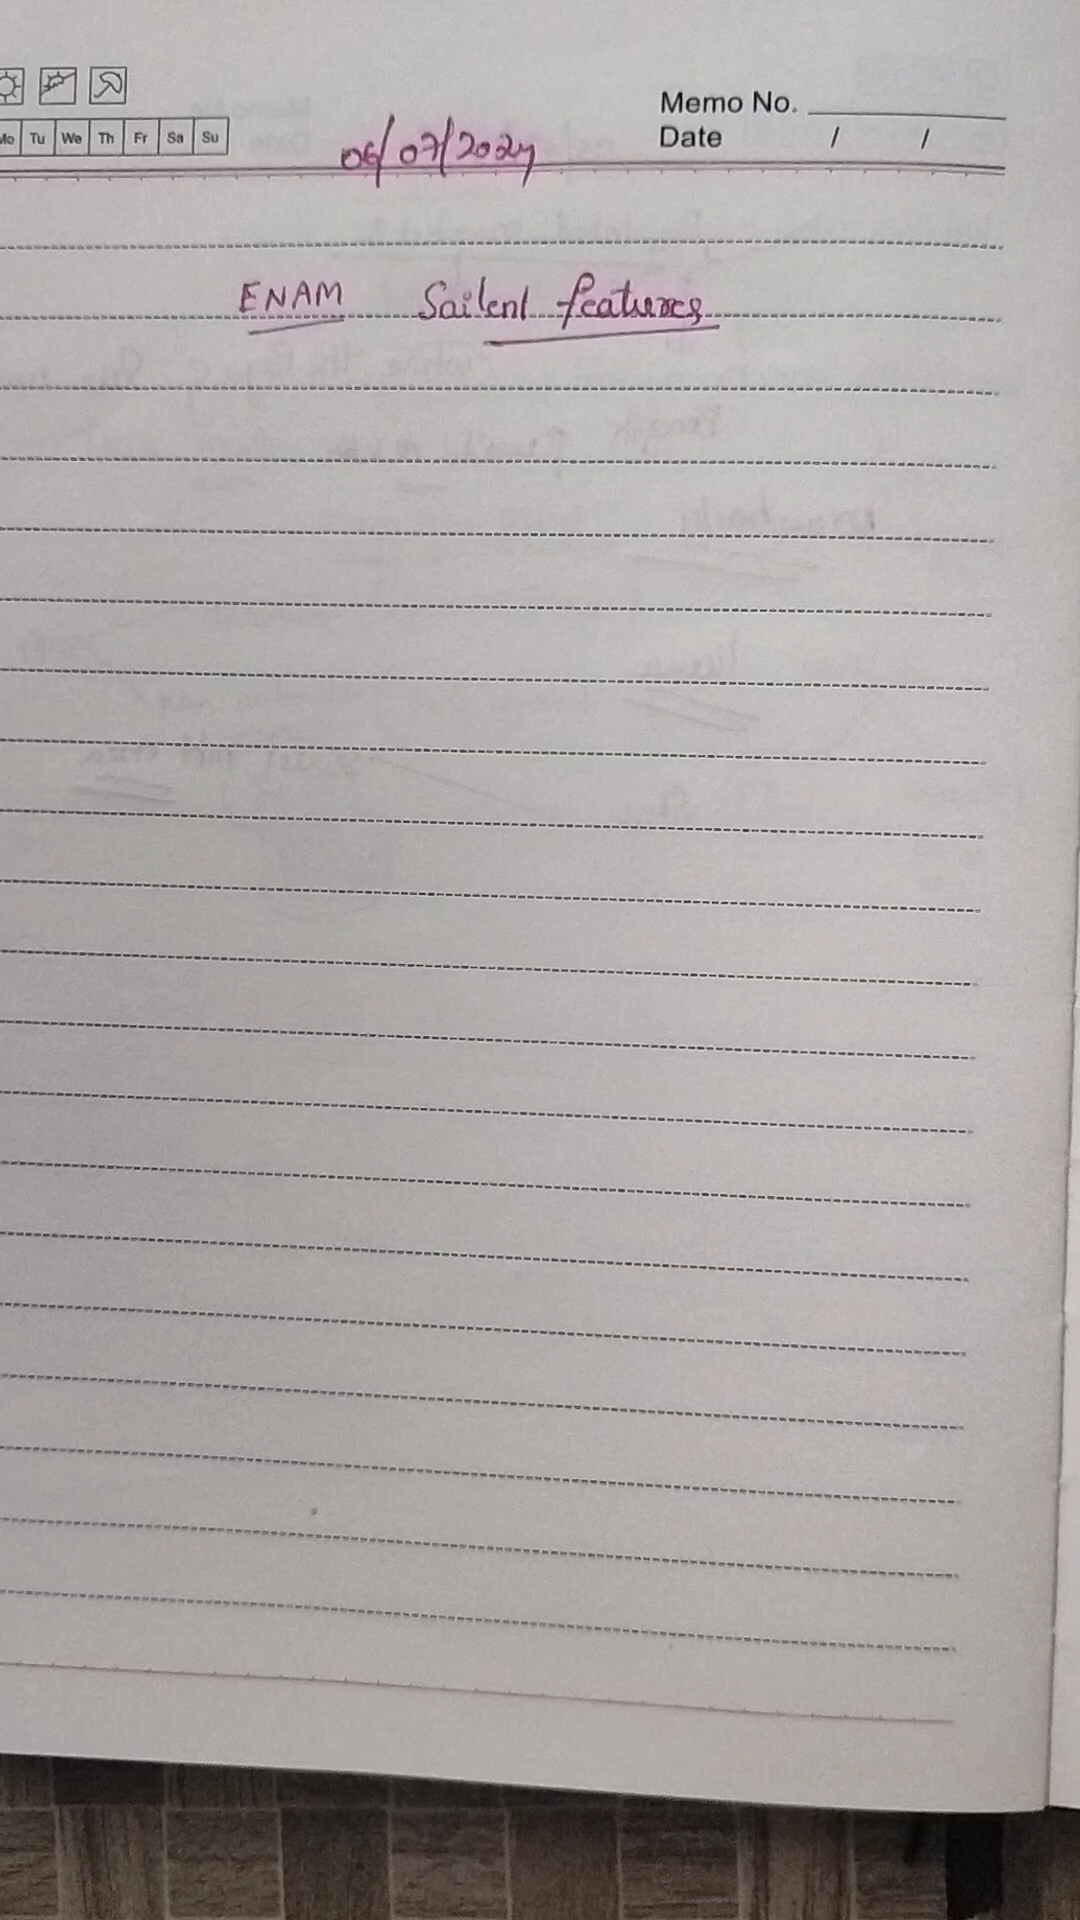 Memo No.
Mo Tu We Th Fr Sa Su
Date / /
06/07/2024
ENAM Sailent features